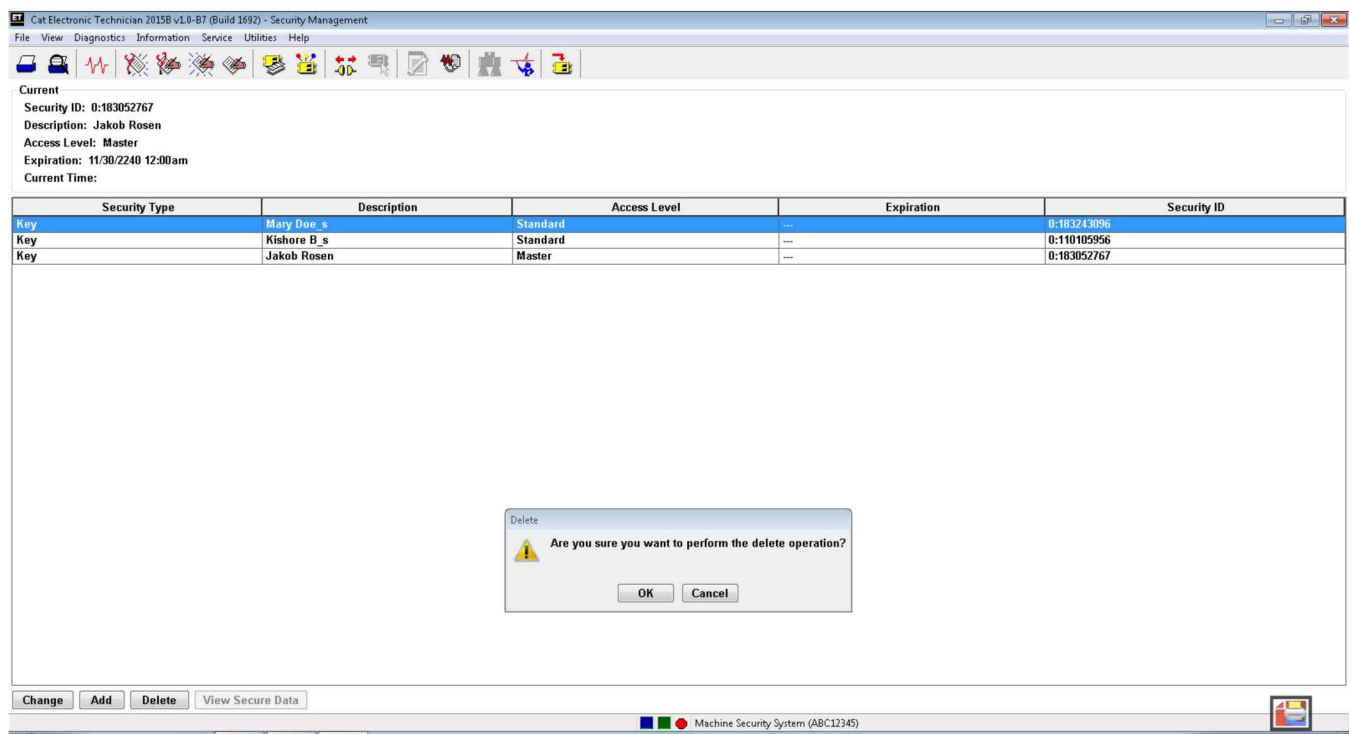 ET Cat Electronic Technician 2015B v1.0-B7 (Build 1692) - Security Management
File View Diagnostics Information Service Utilities Help
Current
Security ID: 0:183052767
Description: Jakob Rosen
Access Level: Master
Expiration: 11/30/2240 12:00am
Current Time:
Security Type Description Access Level Expiration Security ID
Key Mary Doe_s Standard --- 0:183243096
Key Kishore B_s Standard --- 0:110105956
Key Jakob Rosen Master --- 0:183052767
Delete
Are you sure you want to perform the delete operation?
OK Cancel
Change Add Delete View Secure Data
Machine Security System (ABC12345)